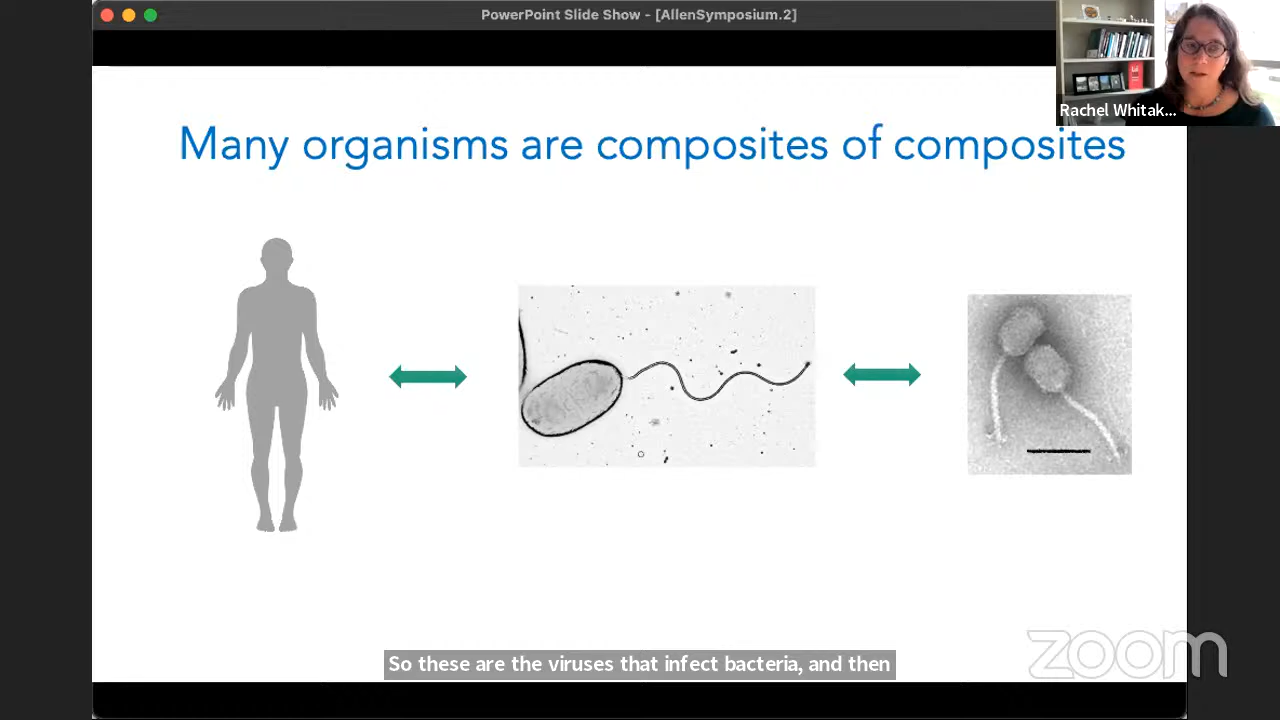 PowerPoint Slide Show - [AllenSymposium.2]
Rachel Whitak...
Many organisms are composites of composites
So these are the viruses that infect bacteria, and then
zoom